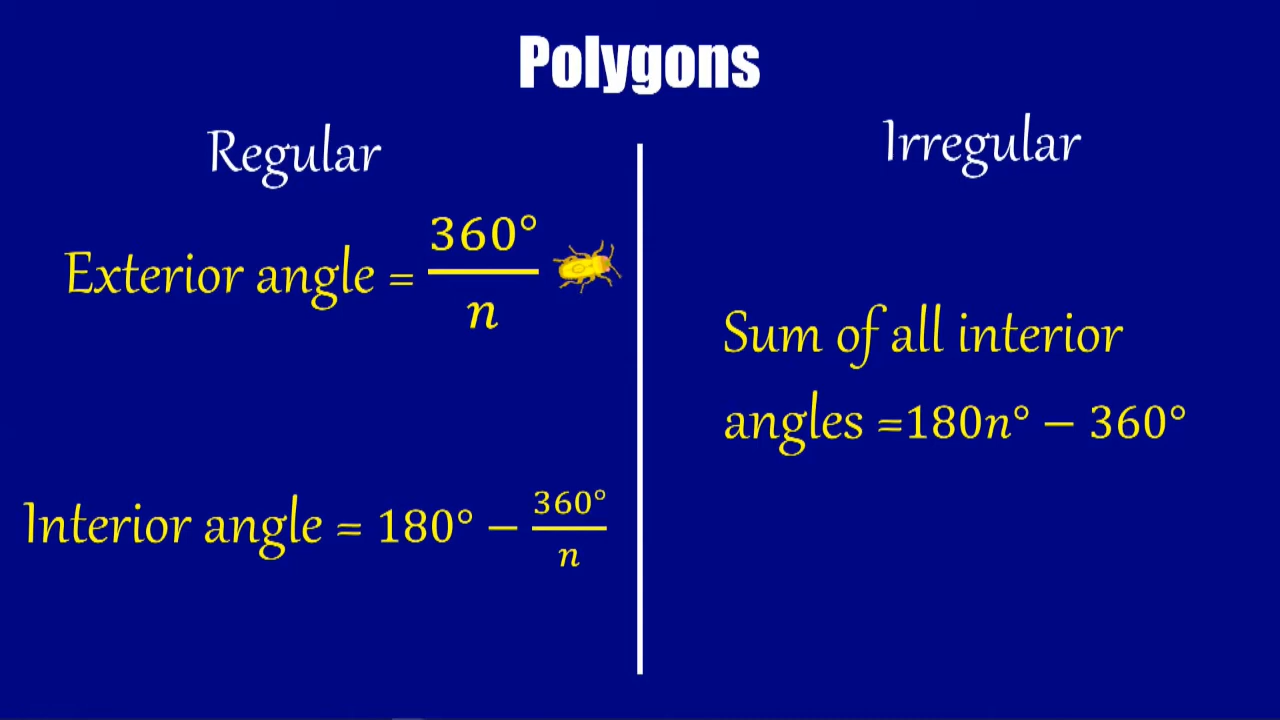 Polygons
Regular
Exterior angle = 360°/n
Interior angle = 180° − 360°/n
Irregular
Sum of all interior
angles =180n° − 360°